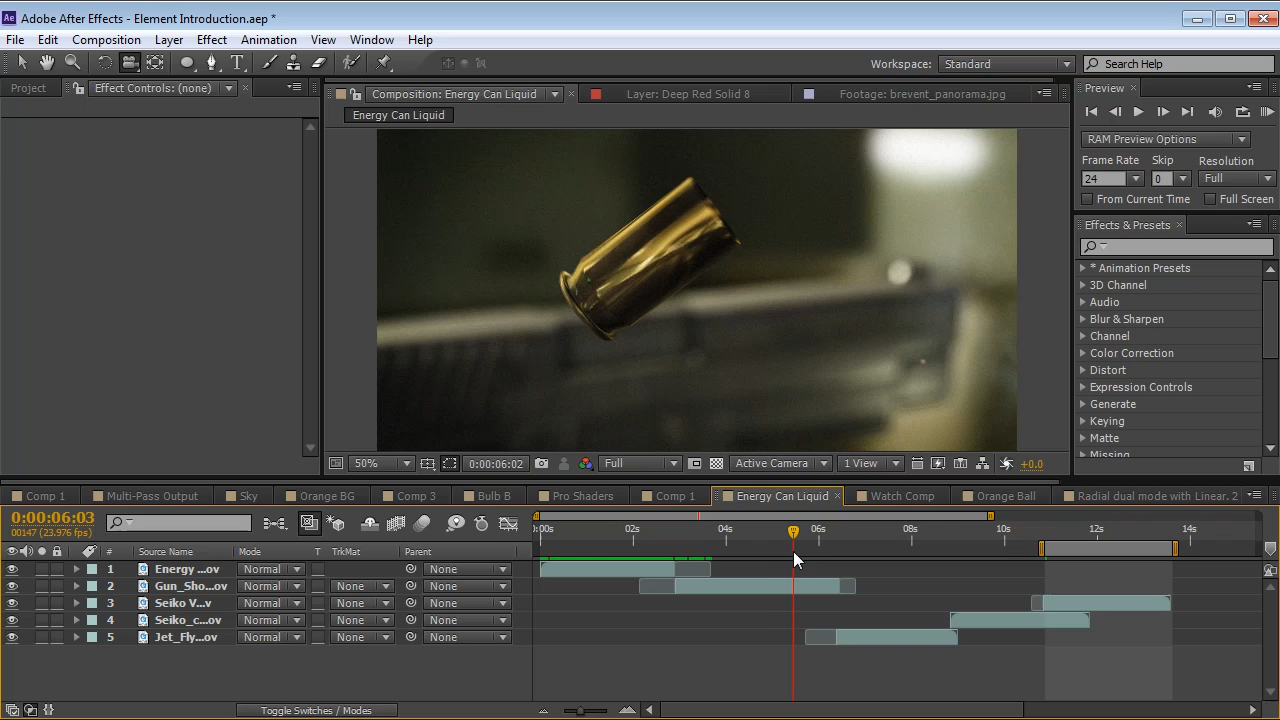 Ae Adobe After Effects - Element Introduction.aep *
File Edit Composition Layer Effect Animation View Window Help
Workspace: Standard Search Help
Project Effect Controls: (none)
Composition: Energy Can Liquid Layer: Deep Red Solid 8 Footage: brevent_panorama.jpg
Energy Can Liquid
Preview
RAM Preview Options
Frame Rate Skip Resolution
24 0 Full
From Current Time Full Screen
Effects & Presets
* Animation Presets
3D Channel
Audio
Blur & Sharpen
Channel
Color Correction
Distort
Expression Controls
Generate
Keying
Matte
Missing
50% 0:00:06:02 Full Active Camera 1 View +0.0
Comp 1 Multi-Pass Output Sky Orange BG Comp 3 Bulb B Pro Shaders Comp 1 Energy Can Liquid Watch Comp Orange Ball Radial dual mode with Linear. 2
0:00:06:03
00147 (23.976 fps)
:00s 02s 04s 06s 08s 10s 12s 14s
# Source Name Mode T TrkMat Parent
1 Energy ...ov Normal None
2 Gun_Sho...ov Normal None None
3 Seiko V...v Normal None None
4 Seiko_c...ov Normal None None
5 Jet_Fly...ov Normal None None
Toggle Switches / Modes